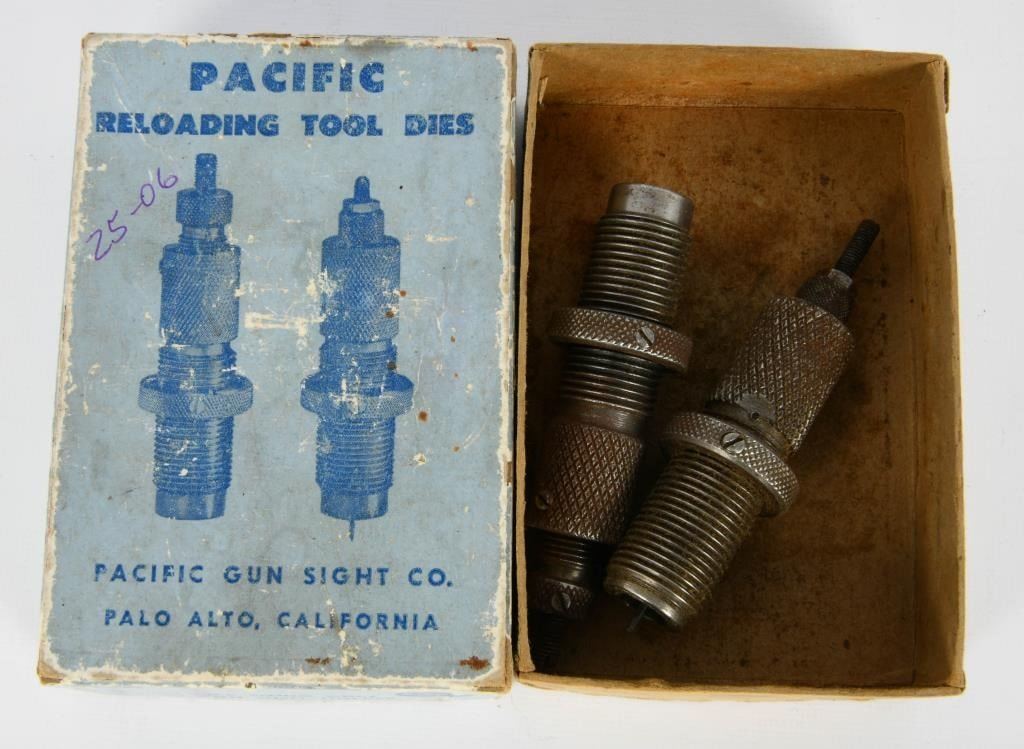 PACIFIC
RELOADING TOOL DIES
25-06
PACIFIC GUN SIGHT CO.
PALO ALTO, CALIFORNIA